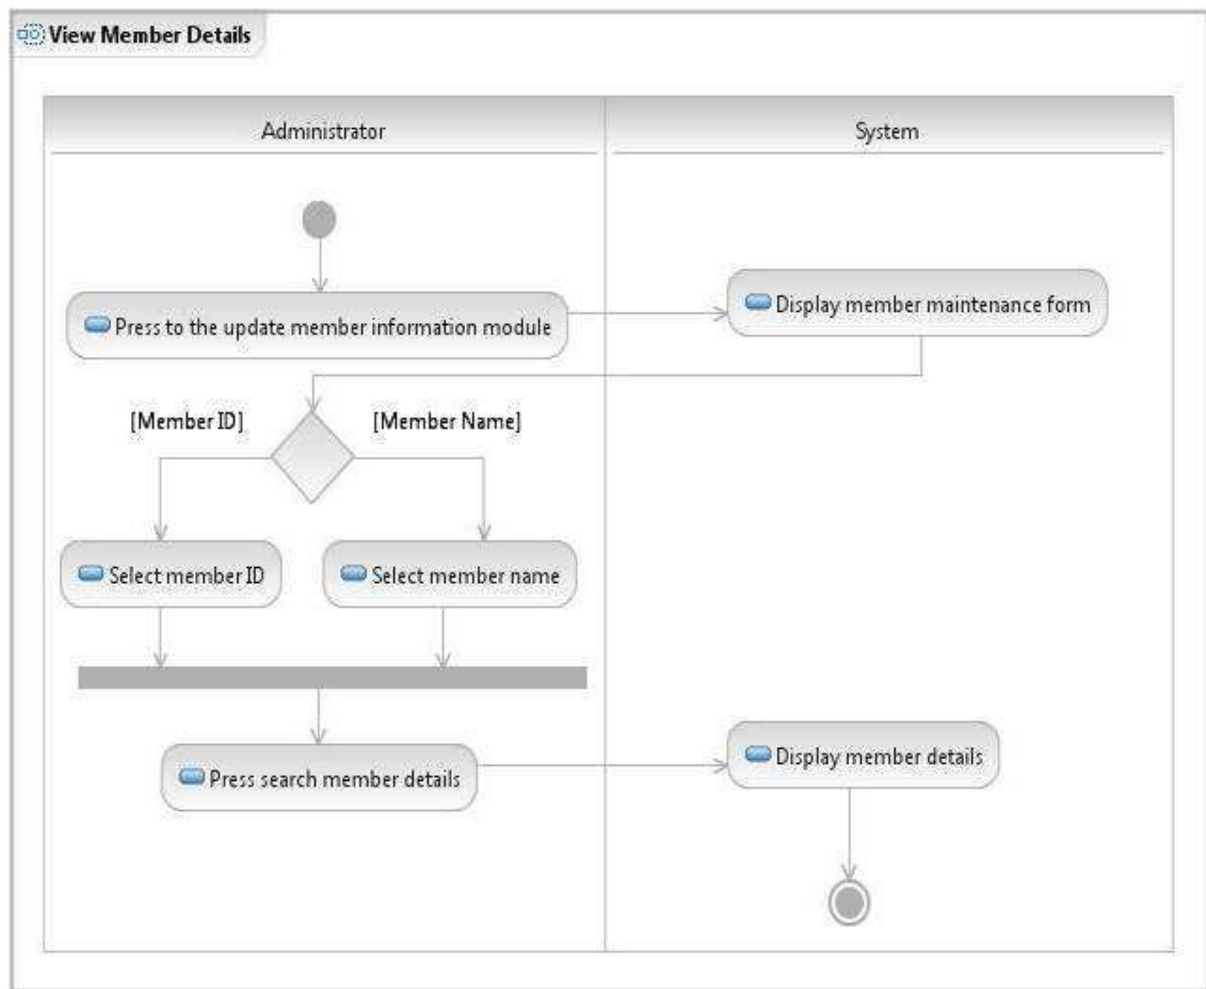 View Member Details
Administrator
System
Press to the update member information module
Display member maintenance form
[Member ID]
[Member Name]
Select member ID
Select member name
Press search member details
Display member details